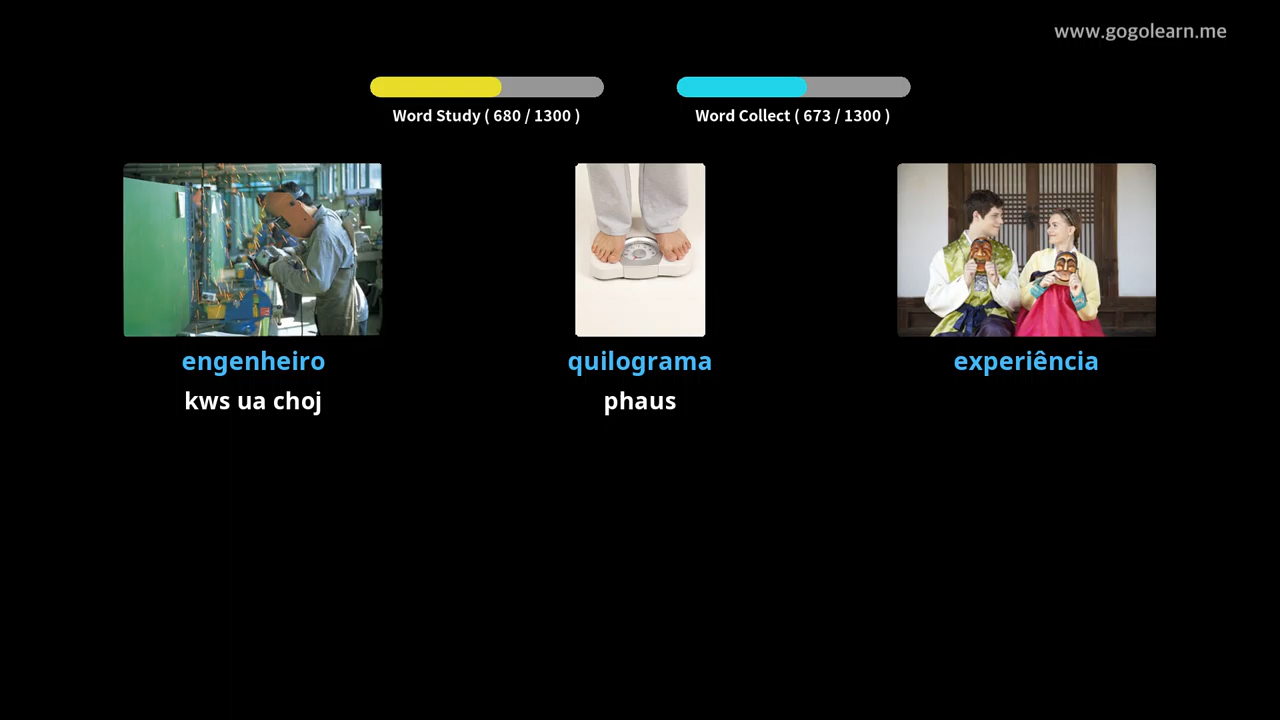 www.gogolearn.me
Word Study ( 680 / 1300 )
Word Collect ( 673 / 1300 )
engenheiro
kws ua choj
quilograma
phaus
experiência